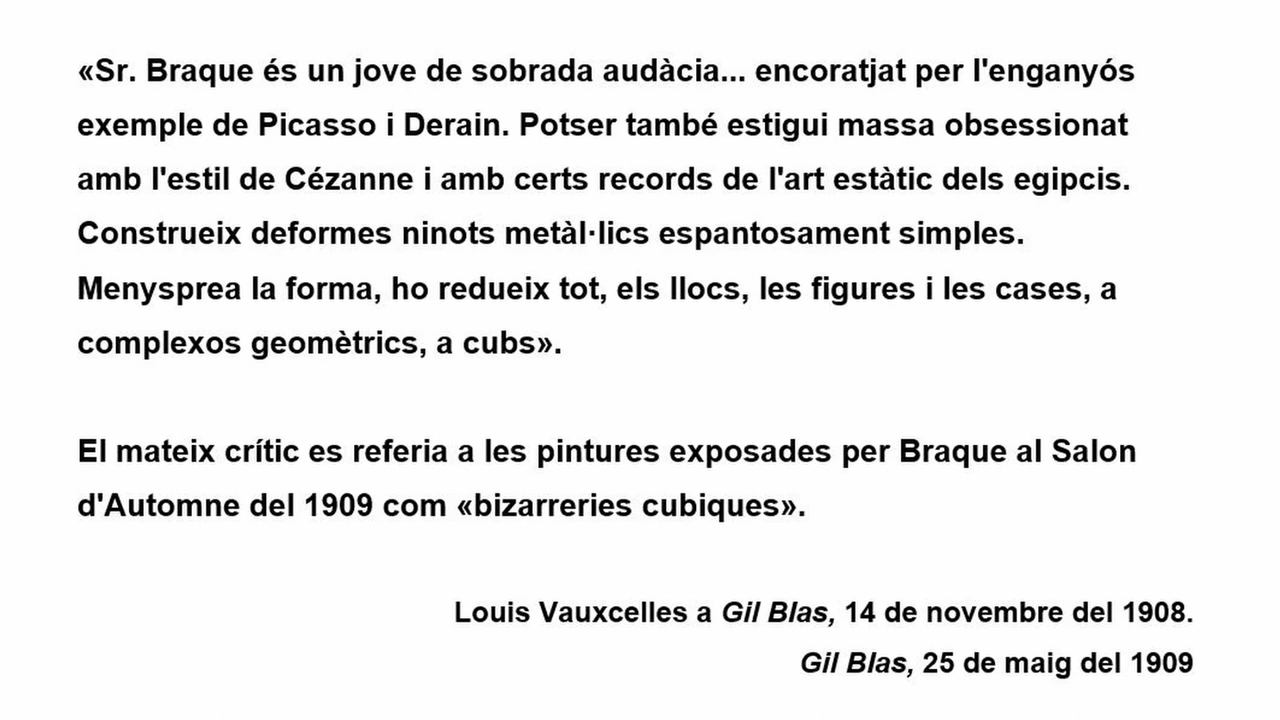 «Sr. Braque és un jove de sobrada audàcia... encoratjat per l'enganyós
exemple de Picasso i Derain. Potser també estigui massa obsessionat
amb l'estil de Cézanne i amb certs records de l'art estàtic dels egipcis.
Construeix deformes ninots metàl·lics espantosament simples.
Menysprea la forma, ho redueix tot, els llocs, les figures i les cases, a
complexos geomètrics, a cubs».
El mateix crític es referia a les pintures exposades per Braque al Salon
d'Automne del 1909 com «bizarreries cubiques».
Louis Vauxcelles a Gil Blas, 14 de novembre del 1908.
Gil Blas, 25 de maig del 1909